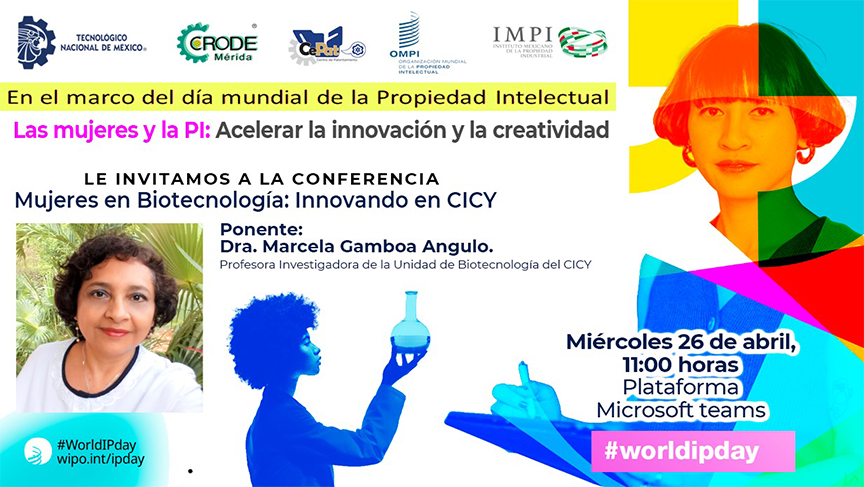 TECNOLÓGICO
NACIONAL DE MÉXICO®
CRODE®
Mérida
CePat
Centro de Patentamiento
OMPI
ORGANIZACIÓN MUNDIAL
DE LA PROPIEDAD
INTELECTUAL
IMPI
INSTITUTO MEXICANO
DE LA PROPIEDAD
INDUSTRIAL
En el marco del día mundial de la Propiedad Intelectual
Las mujeres y la PI: Acelerar la innovación y la creatividad
LE INVITAMOS A LA CONFERENCIA
Mujeres en Biotecnología: Innovando en CICY
Ponente:
Dra. Marcela Gamboa Angulo.
Profesora Investigadora de la Unidad de Biotecnología del CICY
Miércoles 26 de abril,
11:00 horas
Plataforma
Microsoft teams
#worldipday
#WorldIPday
wipo.int/ipday